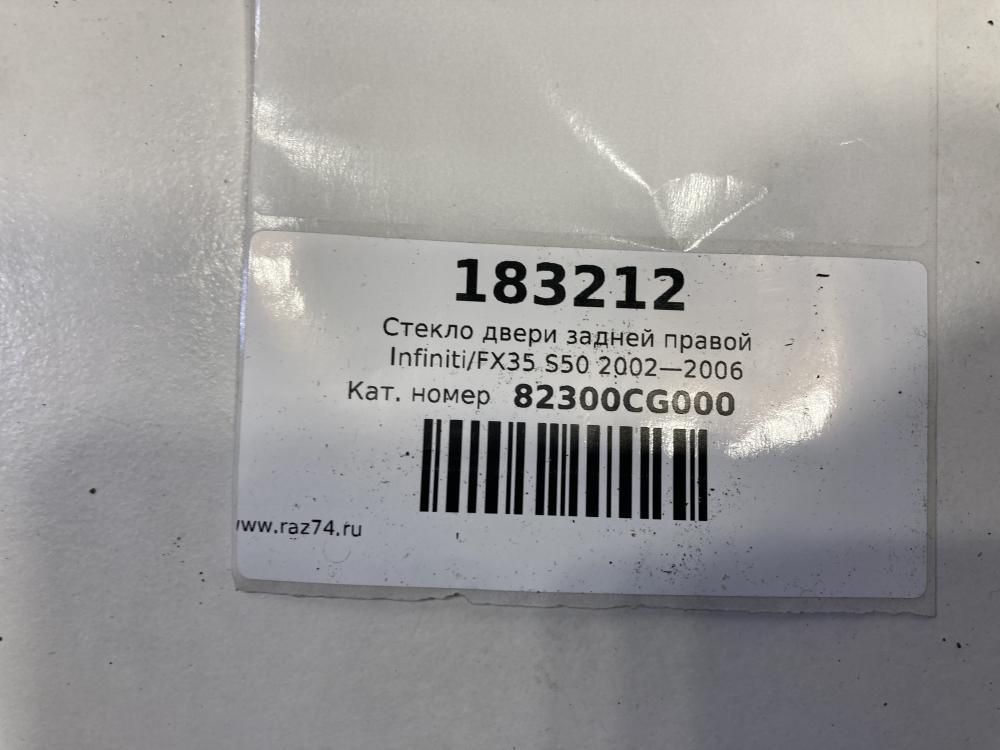 183212
Стекло двери задней правой
Infiniti/FX35 S50 2002—2006
Кат. номер 82300CG000
www.raz74.ru